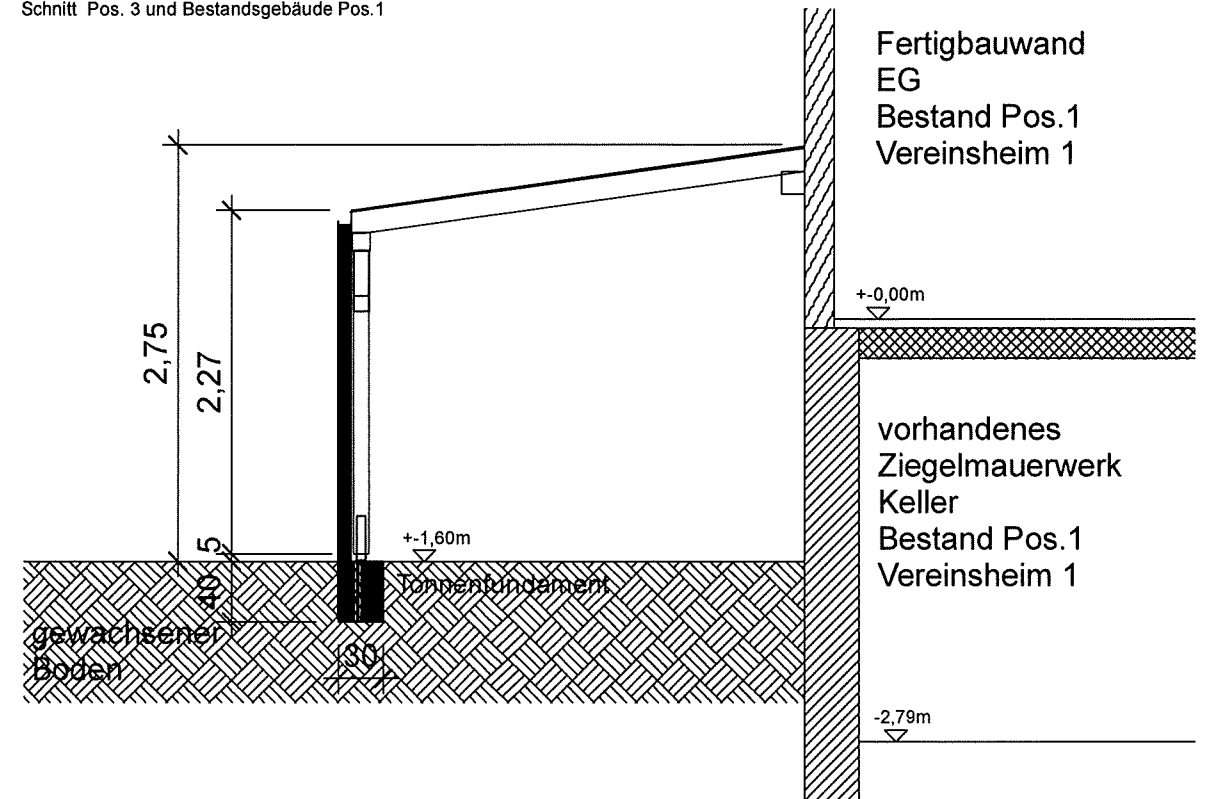 Schnitt Pos. 3 und Bestandsgebäude Pos.1
Fertigbauwand
EG
Bestand Pos.1
Vereinsheim 1
+-0,00m
2,75
2,27
vorhandenes
Ziegelmauerwerk
Keller
Bestand Pos.1
Vereinsheim 1
+-1,60m
5
40
Tonnenfundament
gewachsener
Boden
30
-2,79m